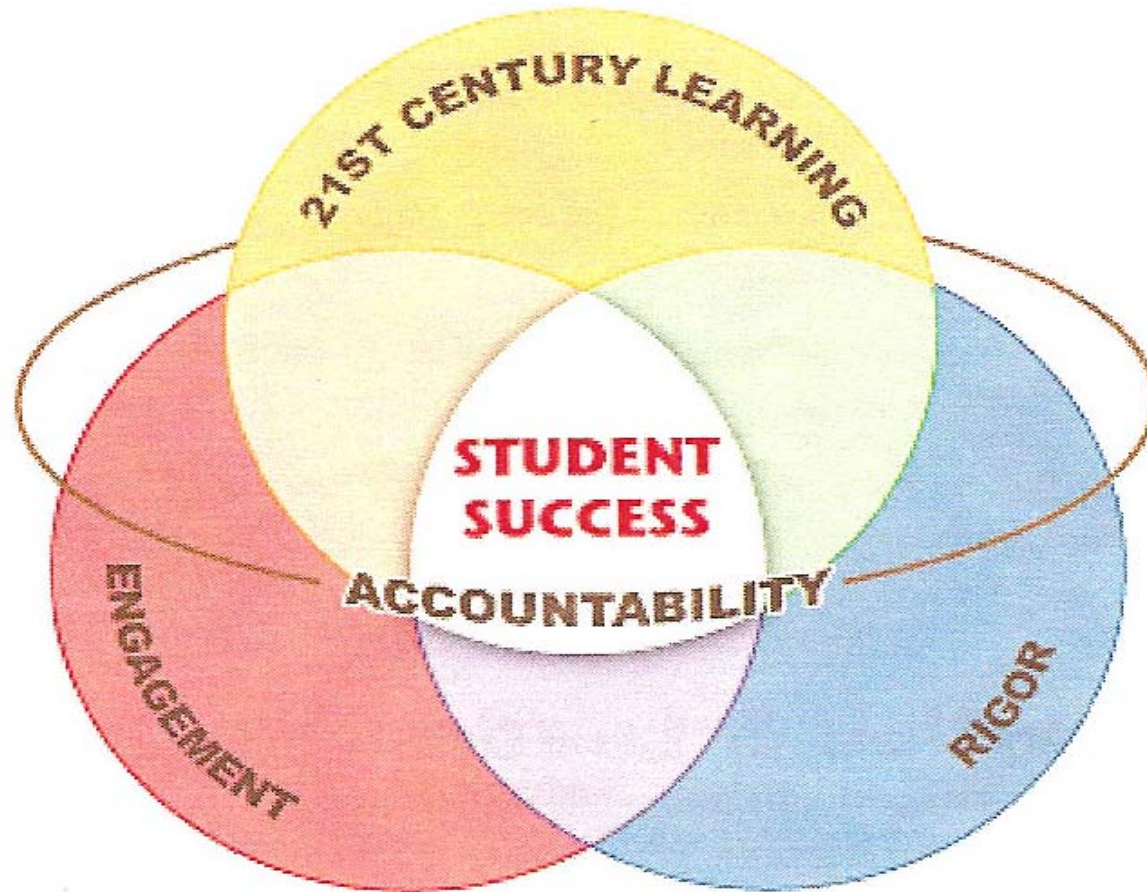 21ST CENTURY LEARNING
STUDENT
SUCCESS
ACCOUNTABILITY
ENGAGEMENT
RIGOR